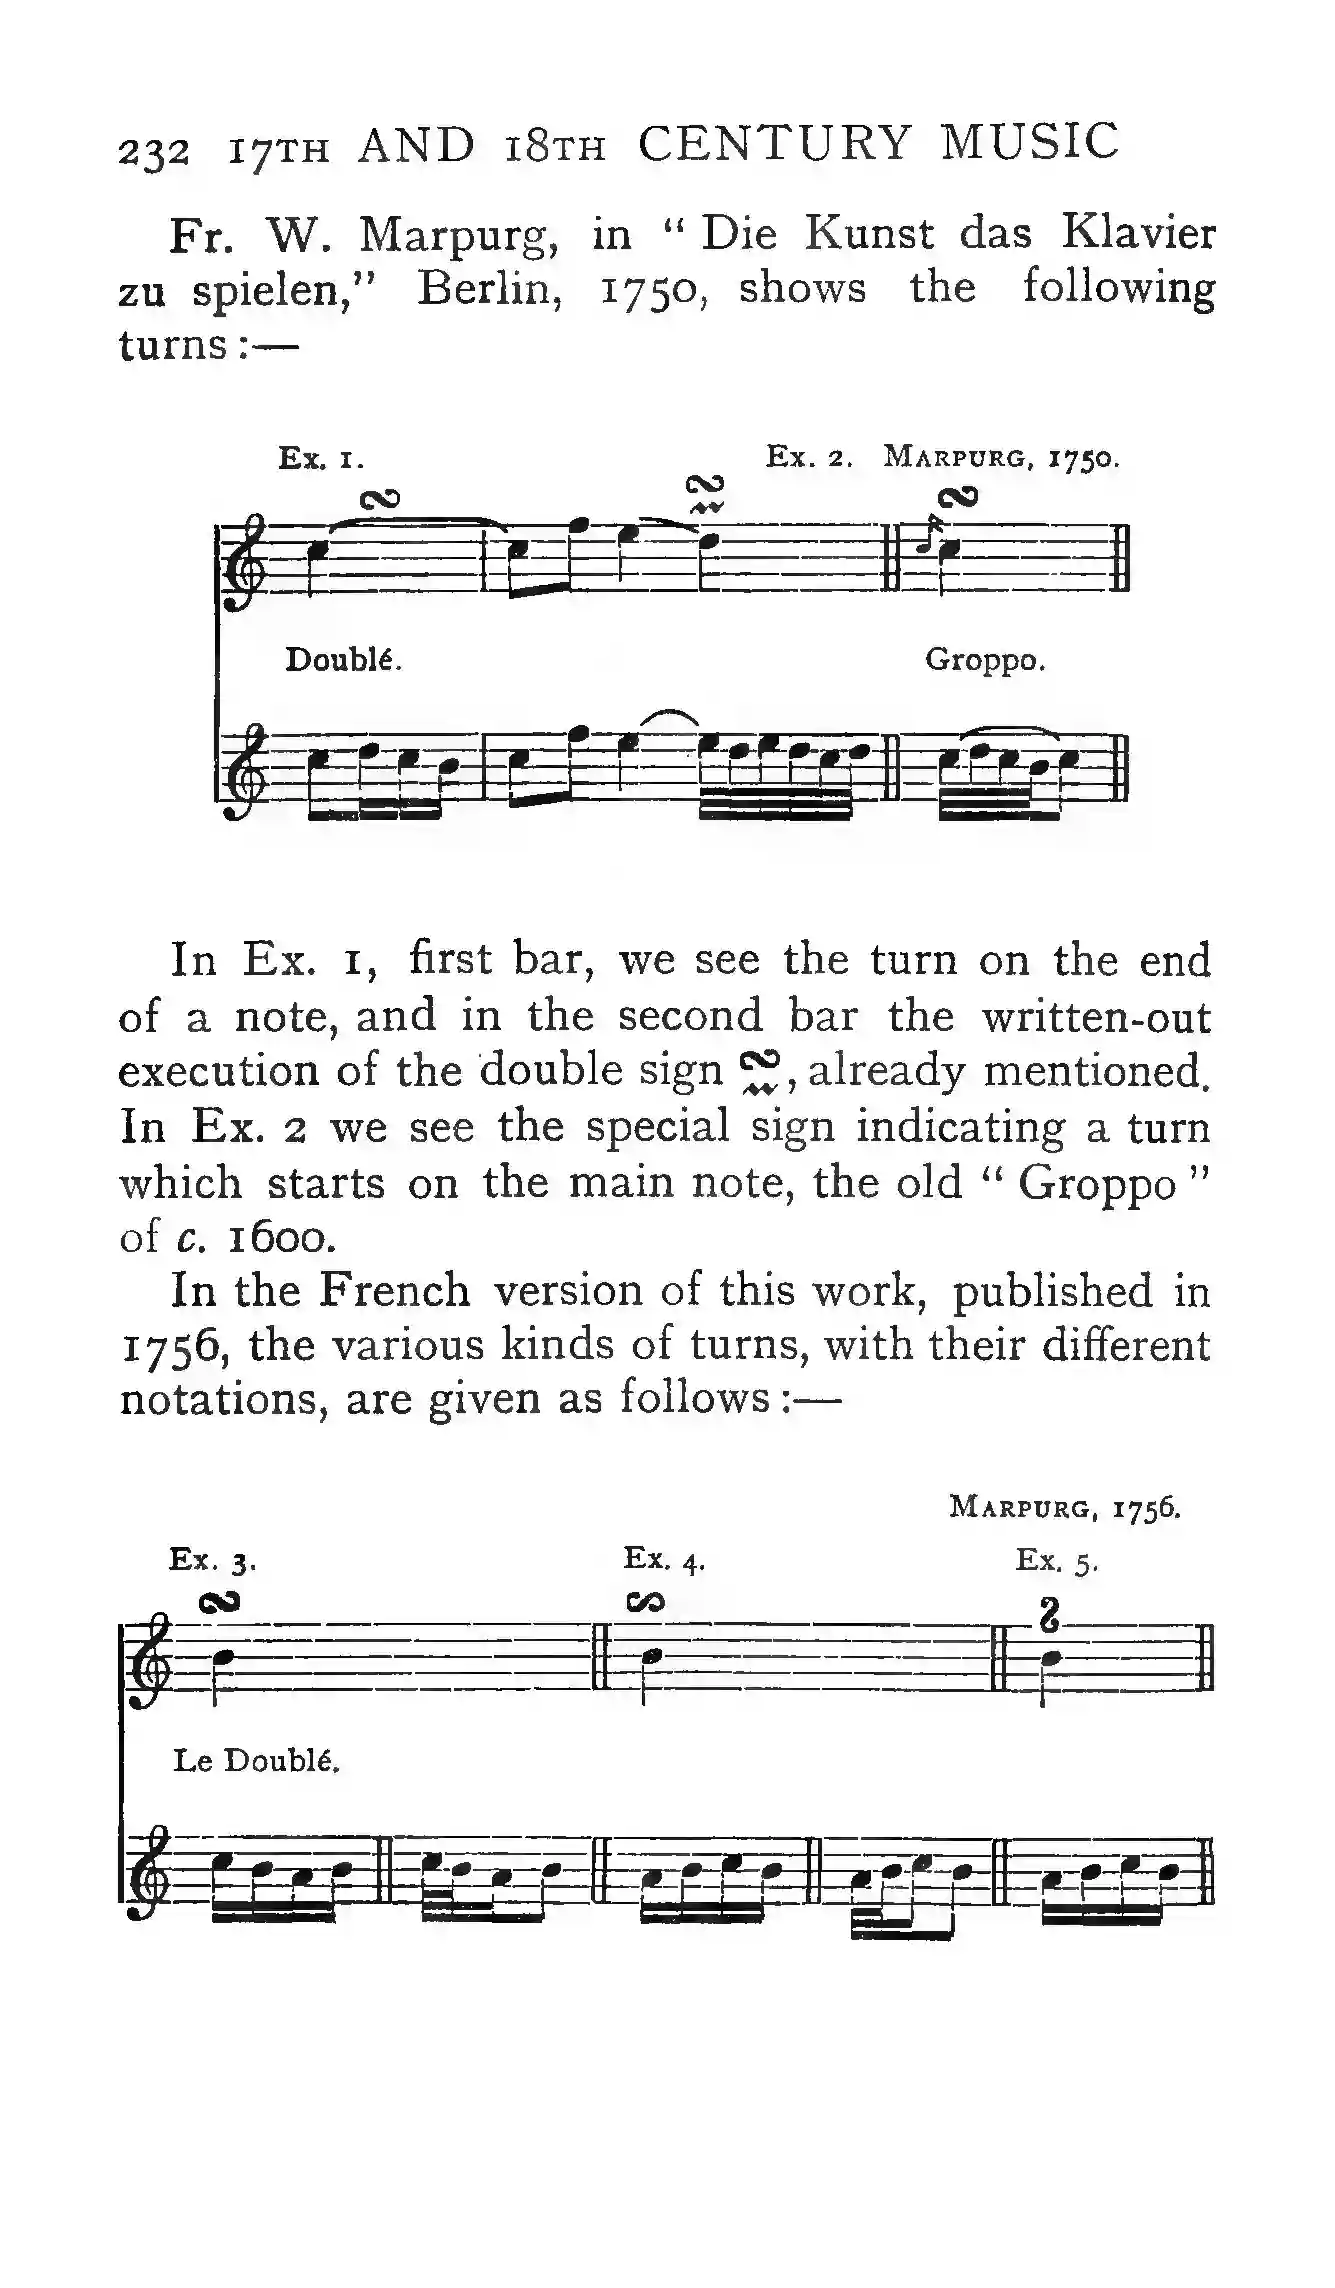 232 17TH AND 18TH CENTURY MUSIC
Fr. W. Marpurg, in “ Die Kunst das Klavier
zu spielen,” Berlin, 1750, shows the following
turns :—
Ex. 1. Ex. 2. MARPURG, 1750.
Doublé. Groppo.
In Ex. 1, first bar, we see the turn on the end
of a note, and in the second bar the written-out
execution of the double sign , already mentioned.
In Ex. 2 we see the special sign indicating a turn
which starts on the main note, the old “ Groppo ”
of c. 1600.
In the French version of this work, published in
1756, the various kinds of turns, with their different
notations, are given as follows :—
MARPURG, 1756.
Ex. 3. Ex. 4. Ex. 5.
Le Doublé.